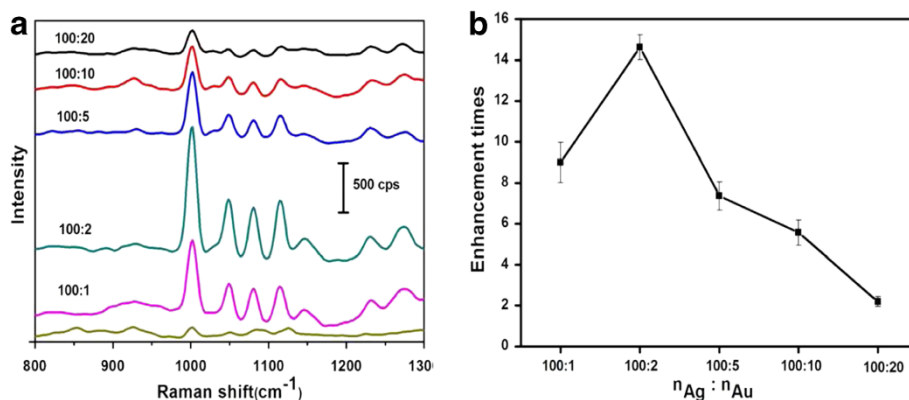 a
100:20
100:10
100:5
500 cps
100:2
100:1
Intensity
800 900 1000 1100 1200 1300
Raman shift(cm⁻¹)
b
16
14
12
10
8
6
4
2
0
Enhancement times
100:1 100:2 100:5 100:10 100:20
nAg : nAu